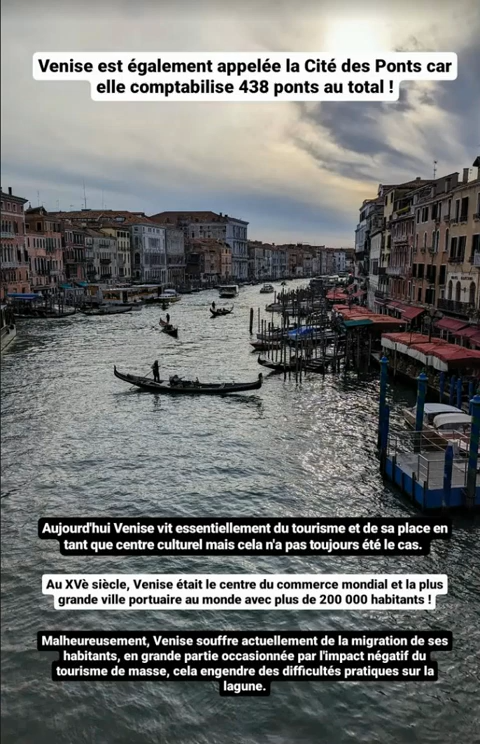 Venise est également appelée la Cité des Ponts car
elle comptabilise 438 ponts au total !
Aujourd'hui Venise vit essentiellement du tourisme et de sa place en
tant que centre culturel mais cela n'a pas toujours été le cas.
Au XVè siècle, Venise était le centre du commerce mondial et la plus
grande ville portuaire au monde avec plus de 200 000 habitants !
Malheureusement, Venise souffre actuellement de la migration de ses
habitants, en grande partie occasionnée par l'impact négatif du
tourisme de masse, cela engendre des difficultés pratiques sur la
lagune.